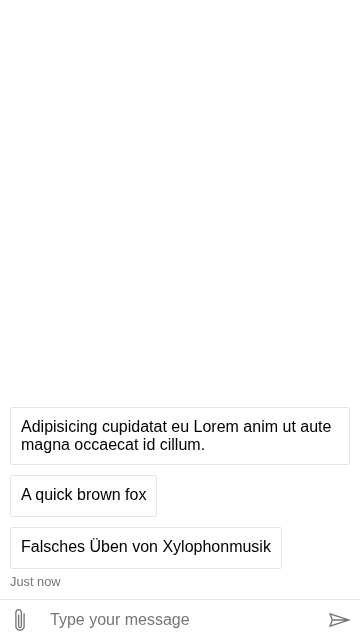 Adipisicing cupidatat eu Lorem anim ut aute
magna occaecat id cillum.
A quick brown fox
Falsches Üben von Xylophonmusik
Just now
Type your message